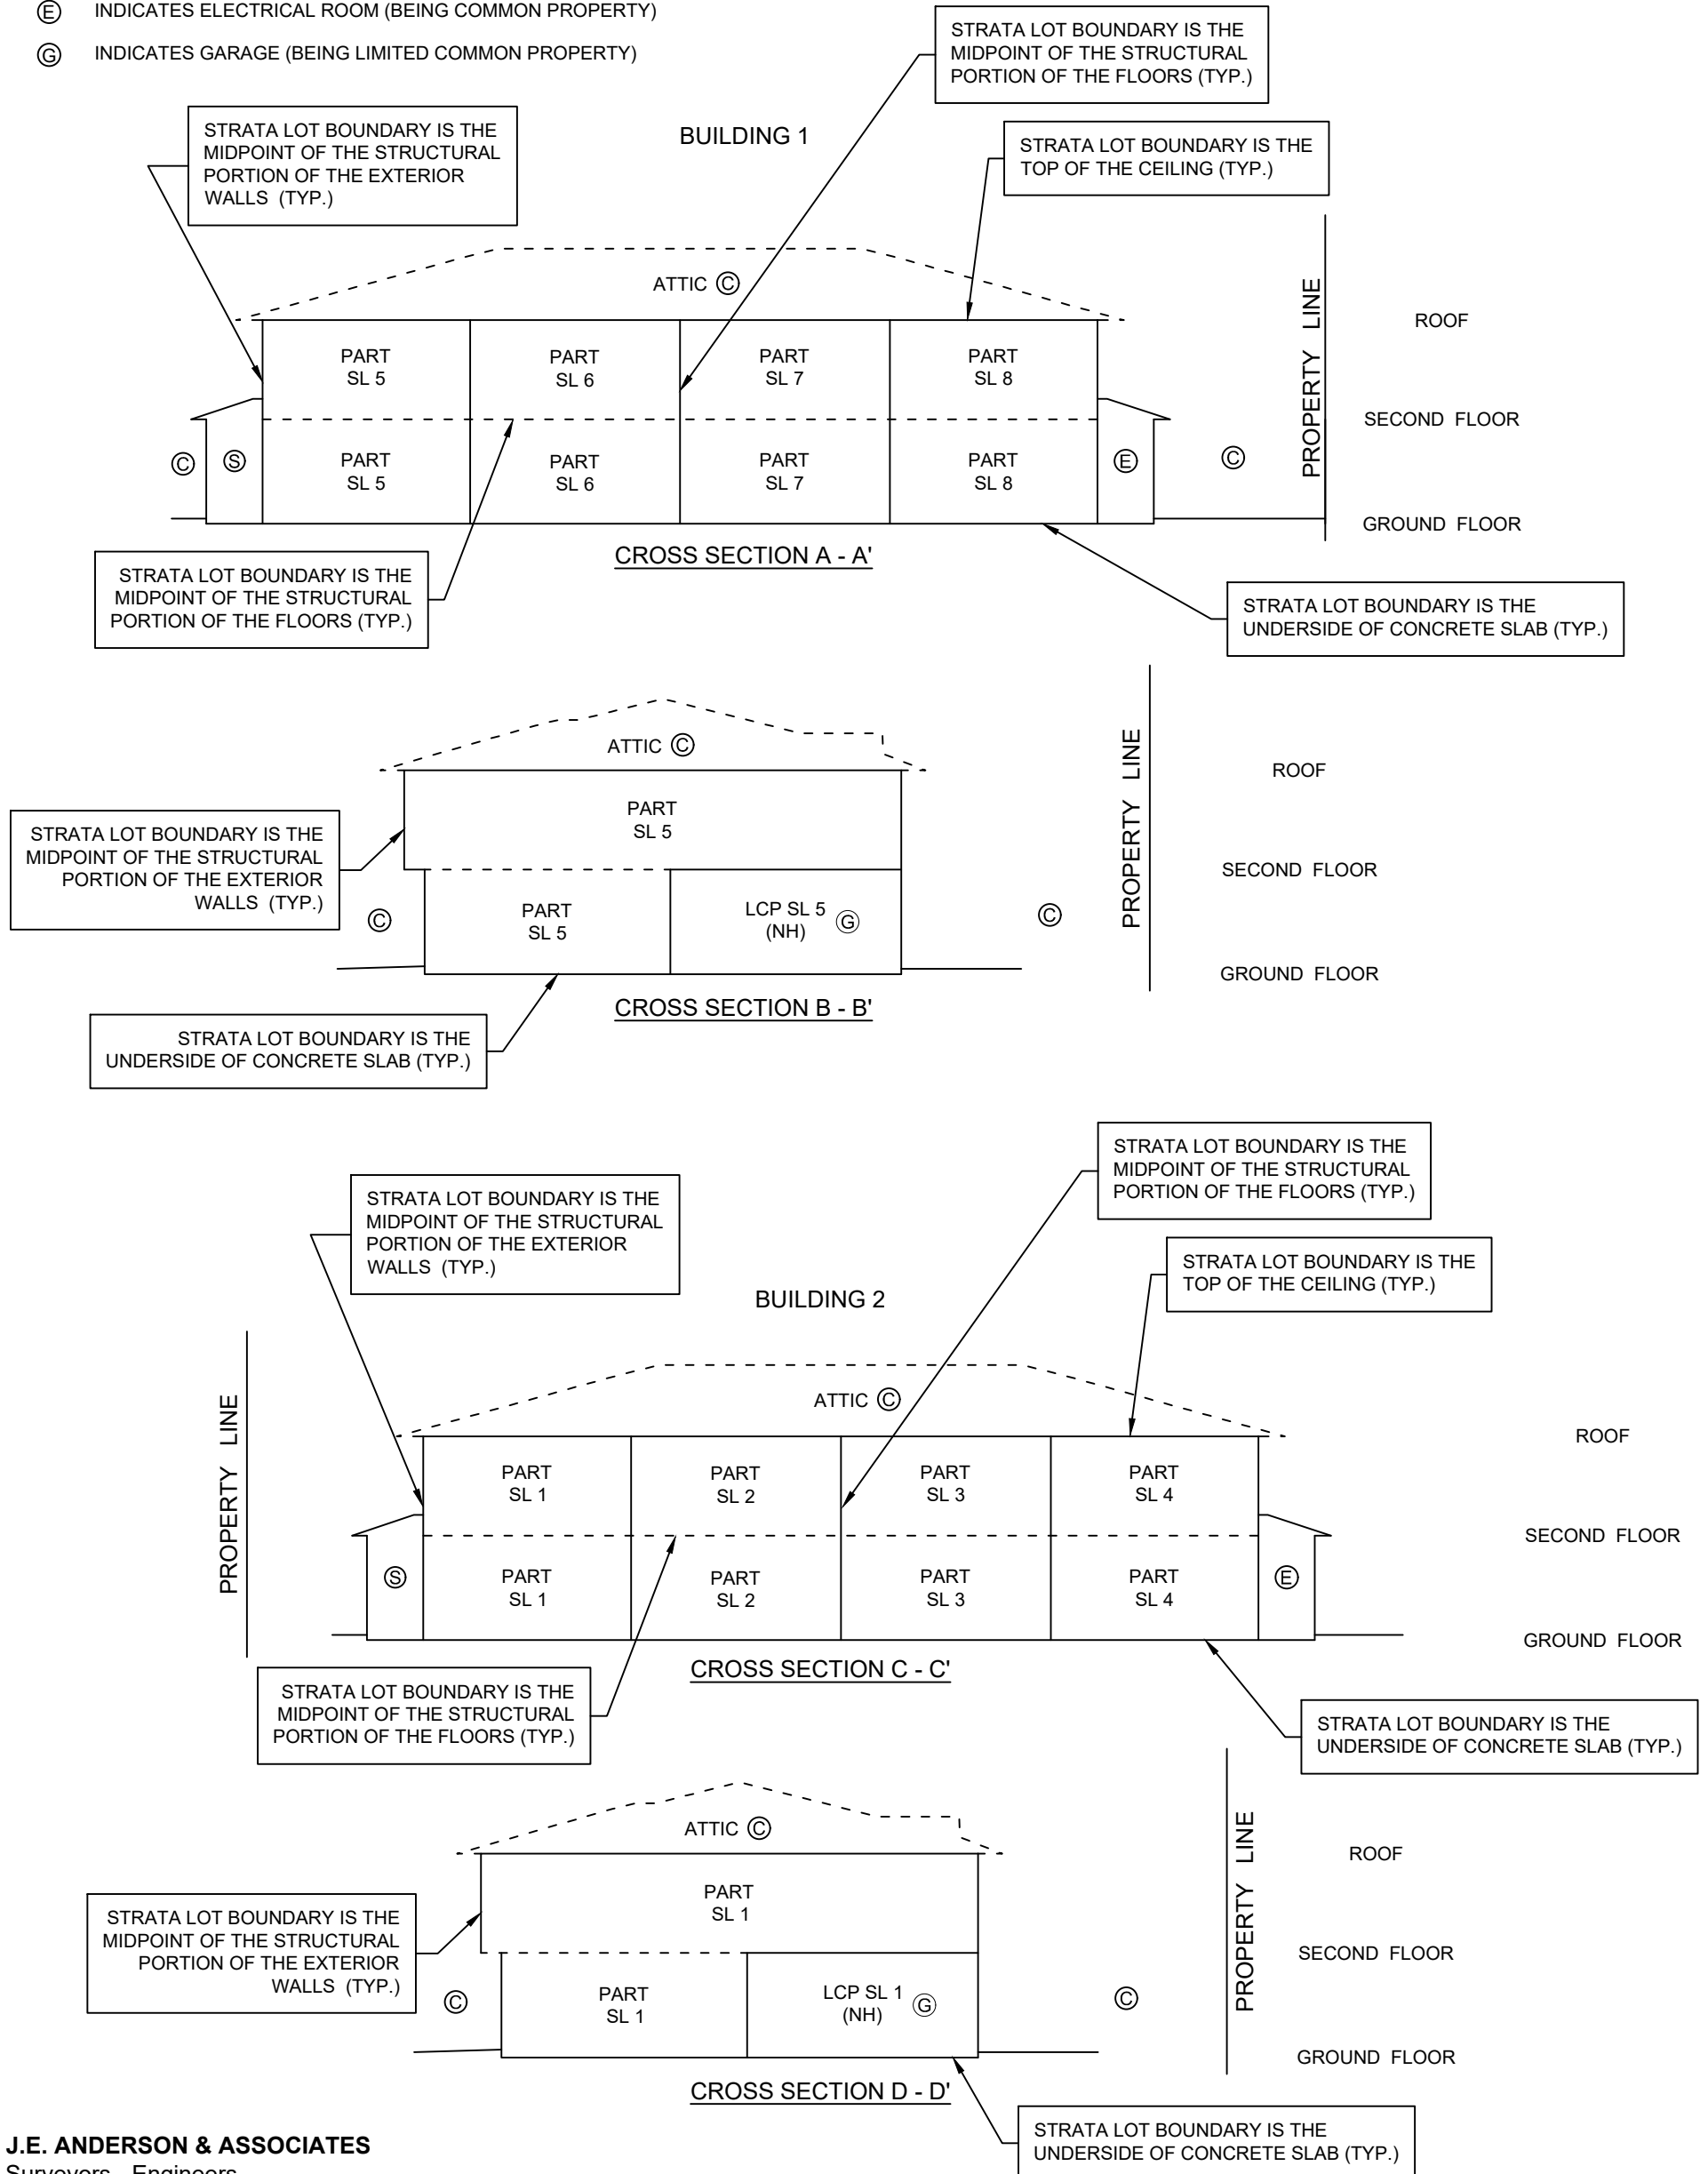 Ⓔ INDICATES ELECTRICAL ROOM (BEING COMMON PROPERTY)
Ⓖ INDICATES GARAGE (BEING LIMITED COMMON PROPERTY)
STRATA LOT BOUNDARY IS THE
MIDPOINT OF THE STRUCTURAL
PORTION OF THE FLOORS (TYP.)
STRATA LOT BOUNDARY IS THE
MIDPOINT OF THE STRUCTURAL
PORTION OF THE EXTERIOR
WALLS (TYP.)
BUILDING 1
STRATA LOT BOUNDARY IS THE
TOP OF THE CEILING (TYP.)
ATTIC Ⓒ
PROPERTY LINE
ROOF
SECOND FLOOR
GROUND FLOOR
PART
SL 5
PART
SL 6
PART
SL 7
PART
SL 8
Ⓒ
Ⓢ
PART
SL 5
PART
SL 6
PART
SL 7
PART
SL 8
Ⓔ
Ⓒ
CROSS SECTION A - A'
STRATA LOT BOUNDARY IS THE
MIDPOINT OF THE STRUCTURAL
PORTION OF THE FLOORS (TYP.)
STRATA LOT BOUNDARY IS THE
UNDERSIDE OF CONCRETE SLAB (TYP.)
ATTIC Ⓒ
PROPERTY LINE
ROOF
SECOND FLOOR
GROUND FLOOR
PART
SL 5
STRATA LOT BOUNDARY IS THE
MIDPOINT OF THE STRUCTURAL
PORTION OF THE EXTERIOR
WALLS (TYP.)
Ⓒ
PART
SL 5
LCP SL 5
(NH)
Ⓖ
Ⓒ
CROSS SECTION B - B'
STRATA LOT BOUNDARY IS THE
UNDERSIDE OF CONCRETE SLAB (TYP.)
STRATA LOT BOUNDARY IS THE
MIDPOINT OF THE STRUCTURAL
PORTION OF THE FLOORS (TYP.)
STRATA LOT BOUNDARY IS THE
MIDPOINT OF THE STRUCTURAL
PORTION OF THE EXTERIOR
WALLS (TYP.)
STRATA LOT BOUNDARY IS THE
TOP OF THE CEILING (TYP.)
BUILDING 2
PROPERTY LINE
ATTIC Ⓒ
ROOF
SECOND FLOOR
GROUND FLOOR
PART
SL 1
PART
SL 2
PART
SL 3
PART
SL 4
Ⓢ
PART
SL 1
PART
SL 2
PART
SL 3
PART
SL 4
Ⓔ
CROSS SECTION C - C'
STRATA LOT BOUNDARY IS THE
MIDPOINT OF THE STRUCTURAL
PORTION OF THE FLOORS (TYP.)
STRATA LOT BOUNDARY IS THE
UNDERSIDE OF CONCRETE SLAB (TYP.)
ATTIC Ⓒ
PROPERTY LINE
ROOF
SECOND FLOOR
GROUND FLOOR
PART
SL 1
STRATA LOT BOUNDARY IS THE
MIDPOINT OF THE STRUCTURAL
PORTION OF THE EXTERIOR
WALLS (TYP.)
Ⓒ
PART
SL 1
LCP SL 1
(NH)
Ⓖ
Ⓒ
CROSS SECTION D - D'
STRATA LOT BOUNDARY IS THE
UNDERSIDE OF CONCRETE SLAB (TYP.)
J.E. ANDERSON & ASSOCIATES
Surveyors - Engineers